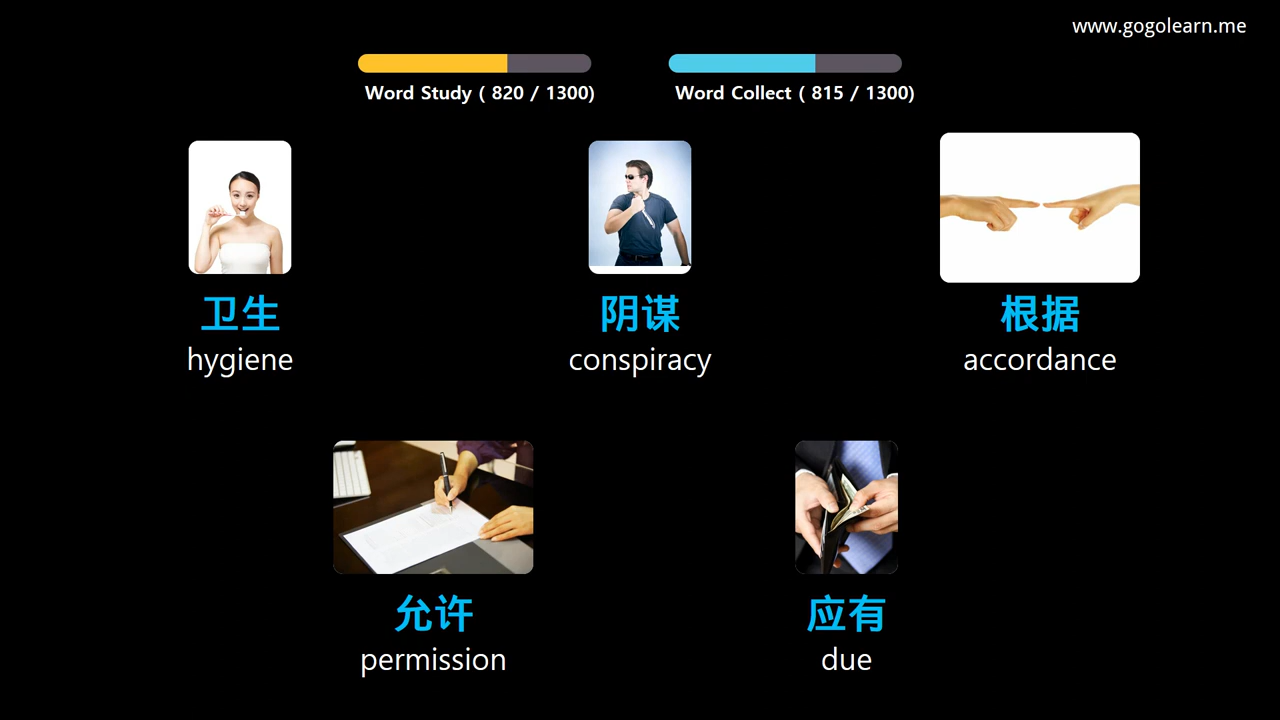 www.gogolearn.me
Word Study ( 820 / 1300)
Word Collect ( 815 / 1300)
卫生
hygiene
阴谋
conspiracy
根据
accordance
允许
permission
应有
due